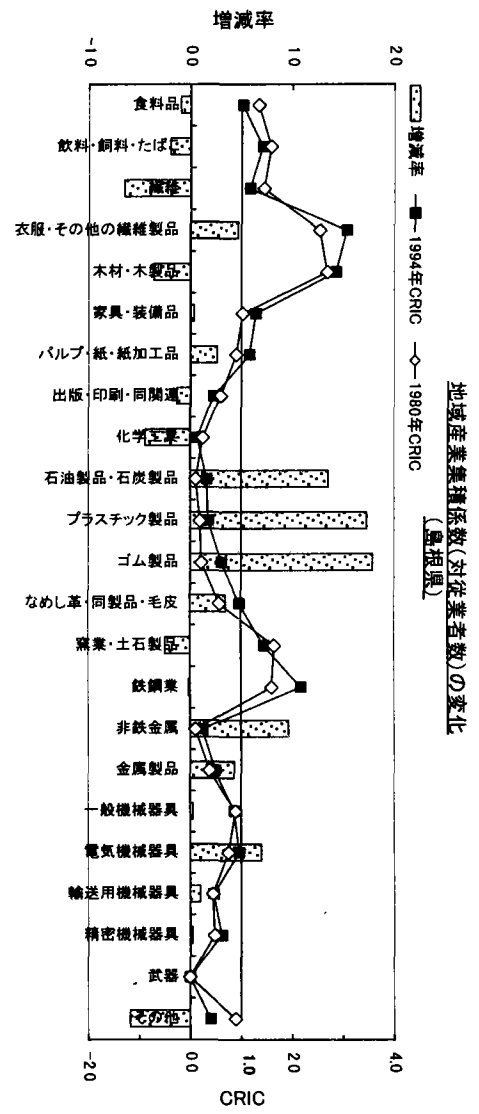 地域産業集積係数(対従業者数)の変化
(島根県)
増減率 1994年CRIC 1980年CRIC
増減率
-1 0 0 0 1 0 2 0
食料品
飲料・飼料・たばこ
繊維
衣服・その他の繊維製品
木材・木製品
家具・装備品
パルプ・紙・紙加工品
出版・印刷・同関連
化学工業
石油製品・石炭製品
プラスチック製品
ゴム製品
なめし革・同製品・毛皮
窯業・土石製品
鉄鋼業
非鉄金属
金属製品
一般機械器具
電気機械器具
輸送用機械器具
精密機械器具
武器
その他
-2 0 0 0 1.0 2 0 4.0
CRIC